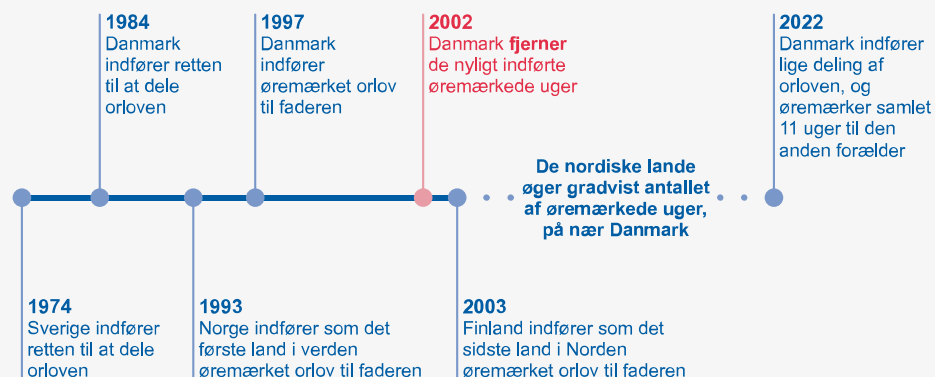 1984
Danmark
indfører retten
til at dele
orloven
1997
Danmark
indfører
øremærket orlov
til faderen
2002
Danmark fjerner
de nyligt indførte
øremærkede uger
2022
Danmark indfører
lige deling af
orloven, og
øremærker samlet
11 uger til den
anden forælder
De nordiske lande
øger gradvist antallet
af øremærkede uger,
på nær Danmark
1974
Sverige indfører
retten til at dele
orloven
1993
Norge indfører som det
første land i verden
øremærket orlov til faderen
2003
Finland indfører som det
sidste land i Norden
øremærket orlov til faderen